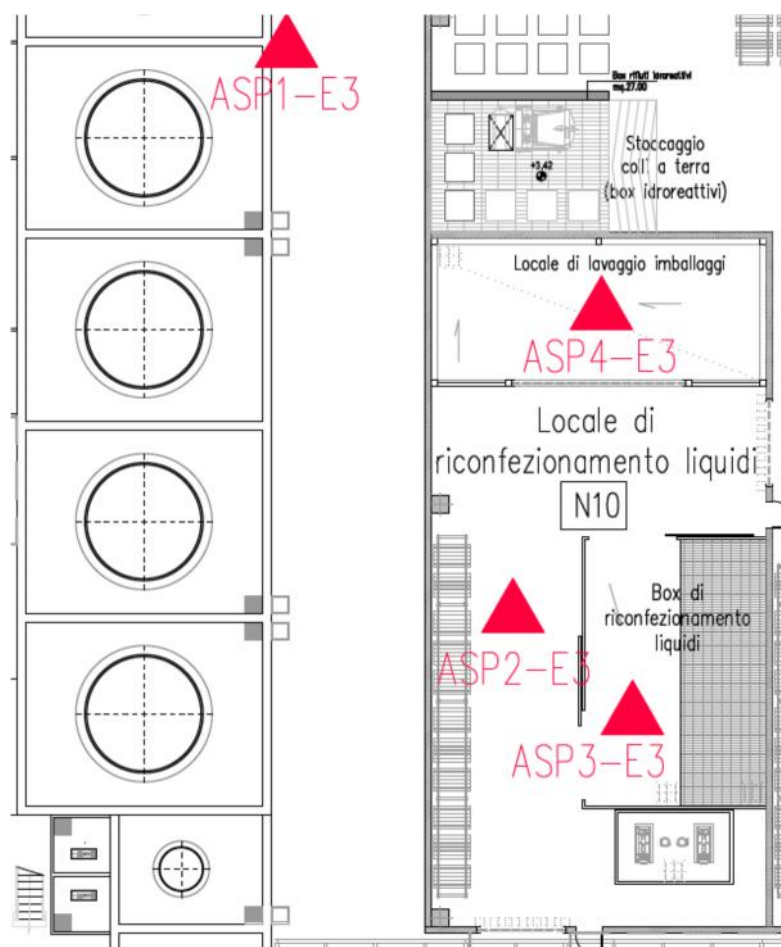 ASP1-E3
Box rifiuti idroreattivi
mq.27.00
Stoccaggio
colli a terra
(box idroreattivi)
+3.42
Locale di lavaggio imballaggi
ASP4-E3
Locale di
riconfezionamento liquidi
N10
Box di
riconfezionamento
liquidi
ASP2-E3
ASP3-E3